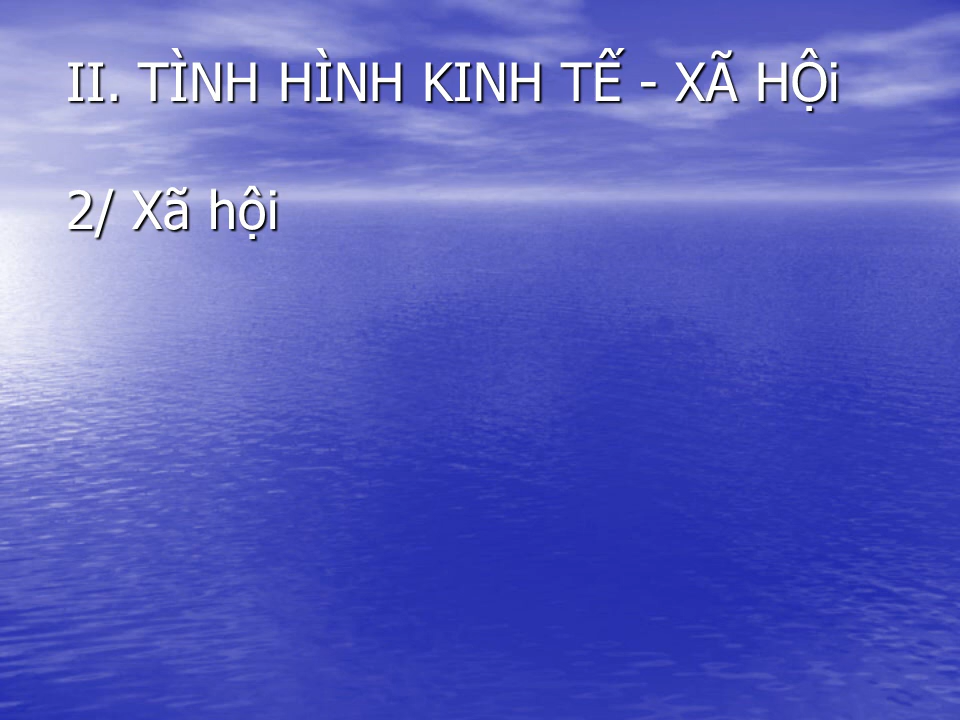 II. TÌNH HÌNH KINH TẾ - XÃ HỘi
2/ Xã hội